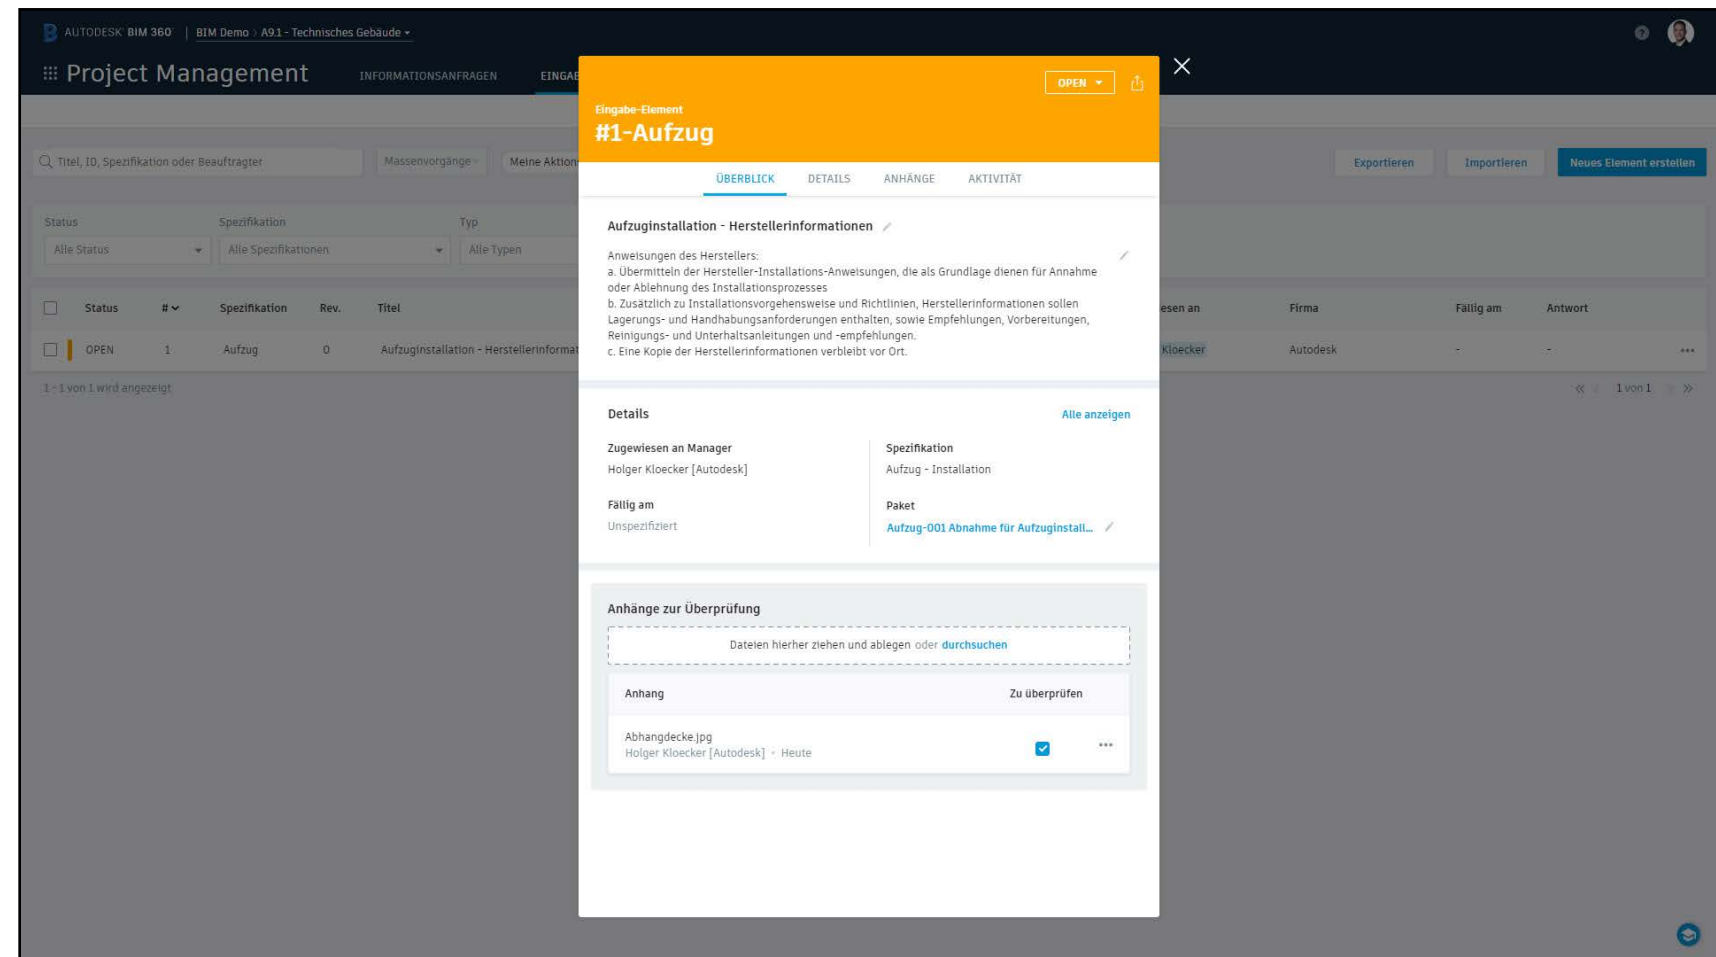 AUTODESK® BIM 360® | BIM Demo > A9.1 - Technisches Gebäude
Project Management INFORMATIONSANFRAGEN EINGAB
Titel, ID, Spezifikation oder Beauftragter Massenvorgänge Meine Aktion Exportieren Importieren Neues Element erstellen
Status Spezifikation Typ
Alle Status Alle Spezifikationen Alle Typen
Status # Spezifikation Rev. Titel esen an Firma Fällig am Antwort
OPEN 1 Aufzug 0 Aufzuginstallation - Herstellerinformat Kloecker Autodesk - -
1 - 1 von 1 wird angezeigt 1 von 1
OPEN
Eingabe-Element
#1-Aufzug
ÜBERBLICK DETAILS ANHÄNGE AKTIVITÄT
Aufzuginstallation - Herstellerinformationen
Anweisungen des Herstellers:
a. Übermitteln der Hersteller-Installations-Anweisungen, die als Grundlage dienen für Annahme
oder Ablehnung des Installationsprozesses
b. Zusätzlich zu Installationsvorgehensweise und Richtlinien, Herstellerinformationen sollen
Lagerungs- und Handhabungsanforderungen enthalten, sowie Empfehlungen, Vorbereitungen,
Reinigungs- und Unterhaltsanleitungen und -empfehlungen.
c. Eine Kopie der Herstellerinformationen verbleibt vor Ort.
Details Alle anzeigen
Zugewiesen an Manager
Holger Kloecker [Autodesk]
Fällig am
Unspezifiziert
Spezifikation
Aufzug - Installation
Paket
Aufzug-001 Abnahme für Aufzuginstall...
Anhänge zur Überprüfung
Dateien hierher ziehen und ablegen oder durchsuchen
Anhang Zu überprüfen
Abhangdecke.jpg
Holger Kloecker [Autodesk] • Heute